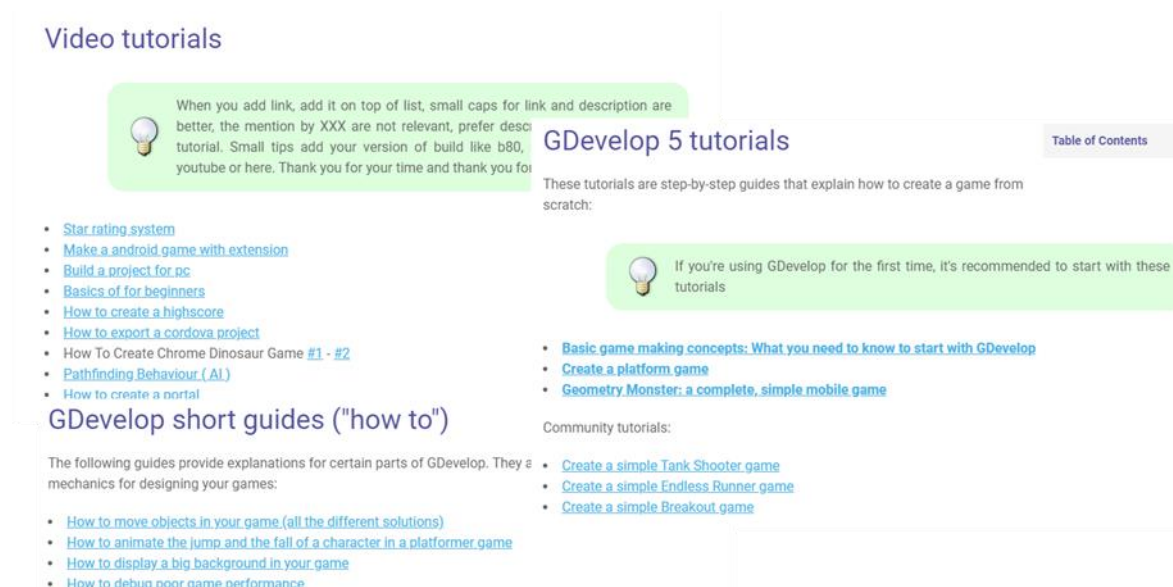 Video tutorials
When you add link, add it on top of list, small caps for link and description are
better, the mention by XXX are not relevant, prefer
tutorial. Small tips add your version of build like b80,
youtube or here. Thank you for your time and thank you
Star rating system
Make a android game with extension
Build a project for pc
Basics of for beginners
How to create a highscore
How to export a cordova project
How To Create Chrome Dinosaur Game #1 - #2
Pathfinding Behaviour ( AI )
How to create a portal
GDevelop short guides ("how to")
The following guides provide explanations for certain parts of GDevelop. They
mechanics for designing your games:
How to move objects in your game (all the different solutions)
How to animate the jump and the fall of a character in a platformer game
How to display a big background in your game
How to debug poor game performance
GDevelop 5 tutorials
Table of Contents
These tutorials are step-by-step guides that explain how to create a game from
scratch:
If you're using GDevelop for the first time, it's recommended to start with these
tutorials
Basic game making concepts: What you need to know to start with GDevelop
Create a platform game
Geometry Monster: a complete, simple mobile game
Community tutorials:
Create a simple Tank Shooter game
Create a simple Endless Runner game
Create a simple Breakout game